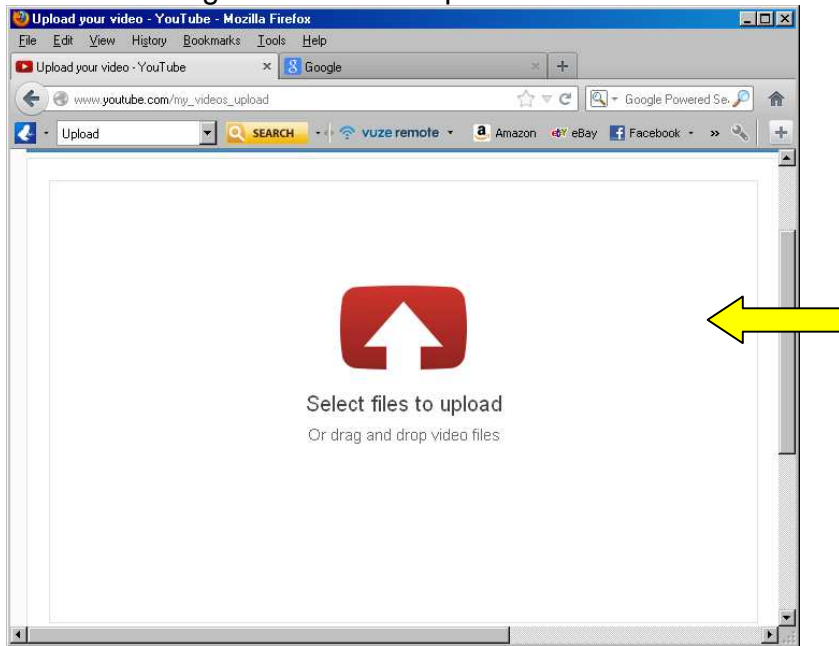 Upload your video - YouTube - Mozilla Firefox
File Edit View History Bookmarks Tools Help
Upload your video - YouTube × 8 Google × +
www.youtube.com/my_videos_upload Google Powered Se
Upload SEARCH vuze remote a Amazon eBay f Facebook »
Select files to upload
Or drag and drop video files